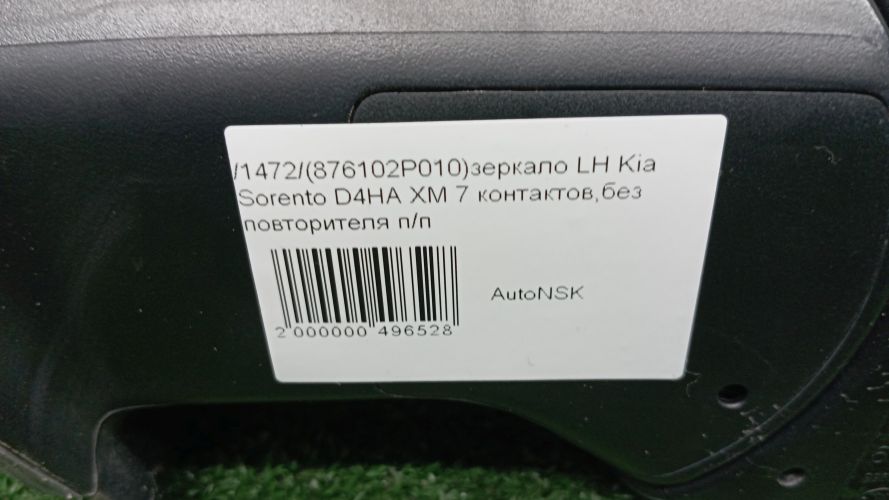 /1472/(876102P010)зеркало LH Kia
Sorento D4HA XM 7 контактов,без
повторителя п/п
AutoNSK
2 000000 496528